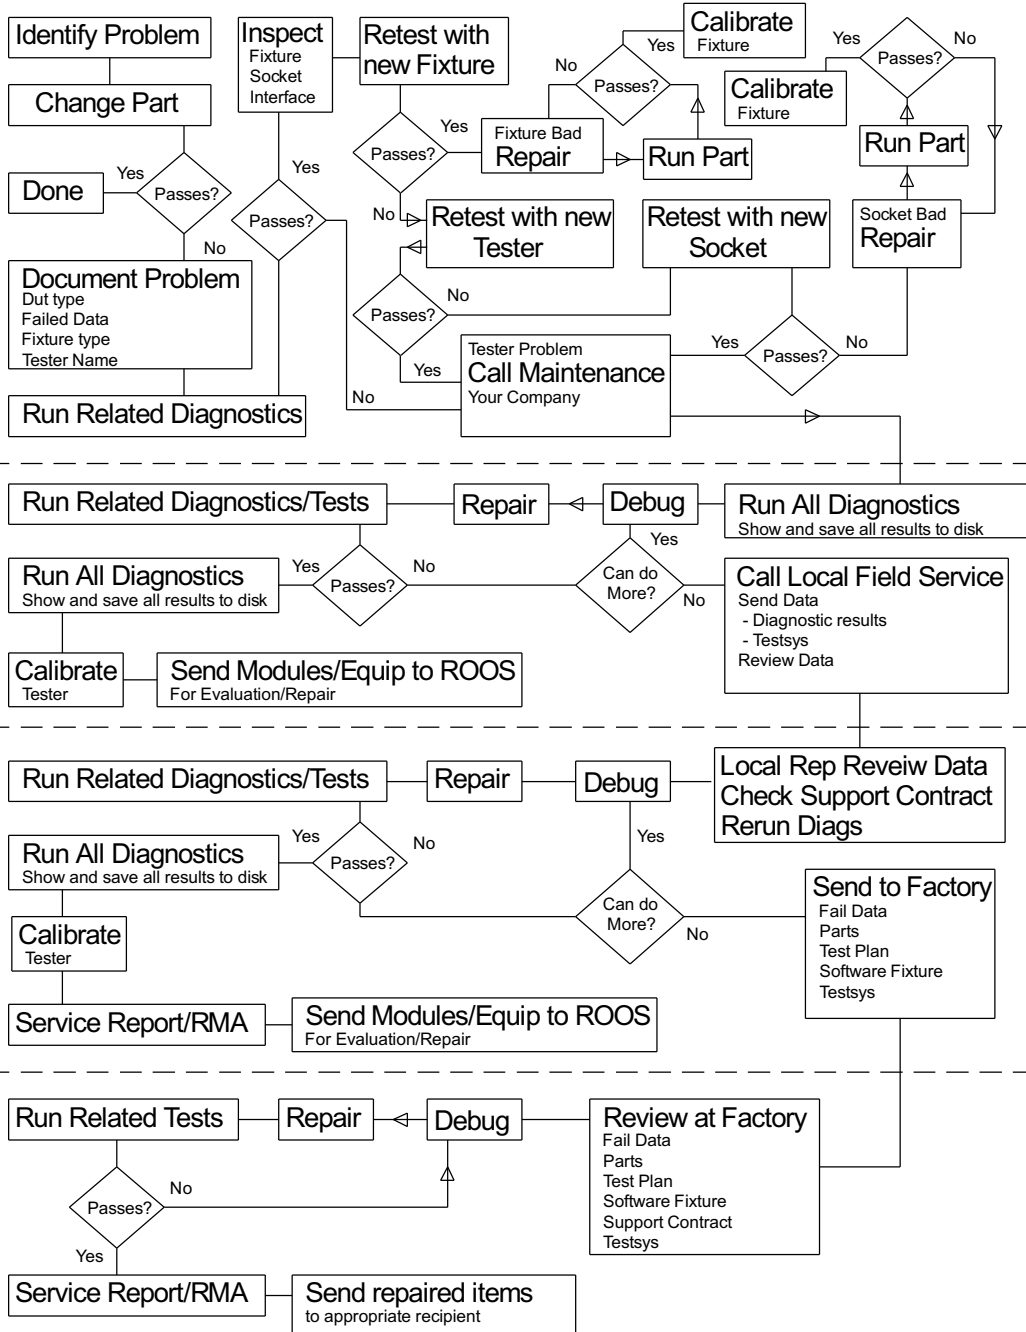 Identify Problem
Change Part
Yes
Passes?
Done
No
Document Problem
Dut type
Failed Data
Fixture type
Tester Name
Run Related Diagnostics
Inspect
Fixture
Socket
Interface
Yes
Passes?
No
Retest with
new Fixture
Passes?
Yes
No
Fixture Bad
Repair
Run Part
No
Passes?
Yes
Calibrate
Fixture
Retest with new
Tester
Passes?
No
Yes
Tester Problem
Call Maintenance
Your Company
Retest with new
Socket
Yes
Passes?
No
Socket Bad
Repair
Run Part
Yes
Passes?
No
Calibrate
Fixture
Run Related Diagnostics/Tests
Repair
Debug
Run All Diagnostics
Show and save all results to disk
Run All Diagnostics
Show and save all results to disk
Yes
Passes?
No
Yes
Can do
More?
No
Call Local Field Service
Send Data
- Diagnostic results
- Testsys
Review Data
Calibrate
Tester
Send Modules/Equip to ROOS
For Evaluation/Repair
Run Related Diagnostics/Tests
Repair
Debug
Local Rep Reveiw Data
Check Support Contract
Rerun Diags
Run All Diagnostics
Show and save all results to disk
Yes
Passes?
No
Yes
Can do
More?
No
Send to Factory
Fail Data
Parts
Test Plan
Software Fixture
Testsys
Calibrate
Tester
Service Report/RMA
Send Modules/Equip to ROOS
For Evaluation/Repair
Run Related Tests
Repair
Debug
Review at Factory
Fail Data
Parts
Test Plan
Software Fixture
Support Contract
Testsys
Passes?
No
Yes
Service Report/RMA
Send repaired items
to appropriate recipient